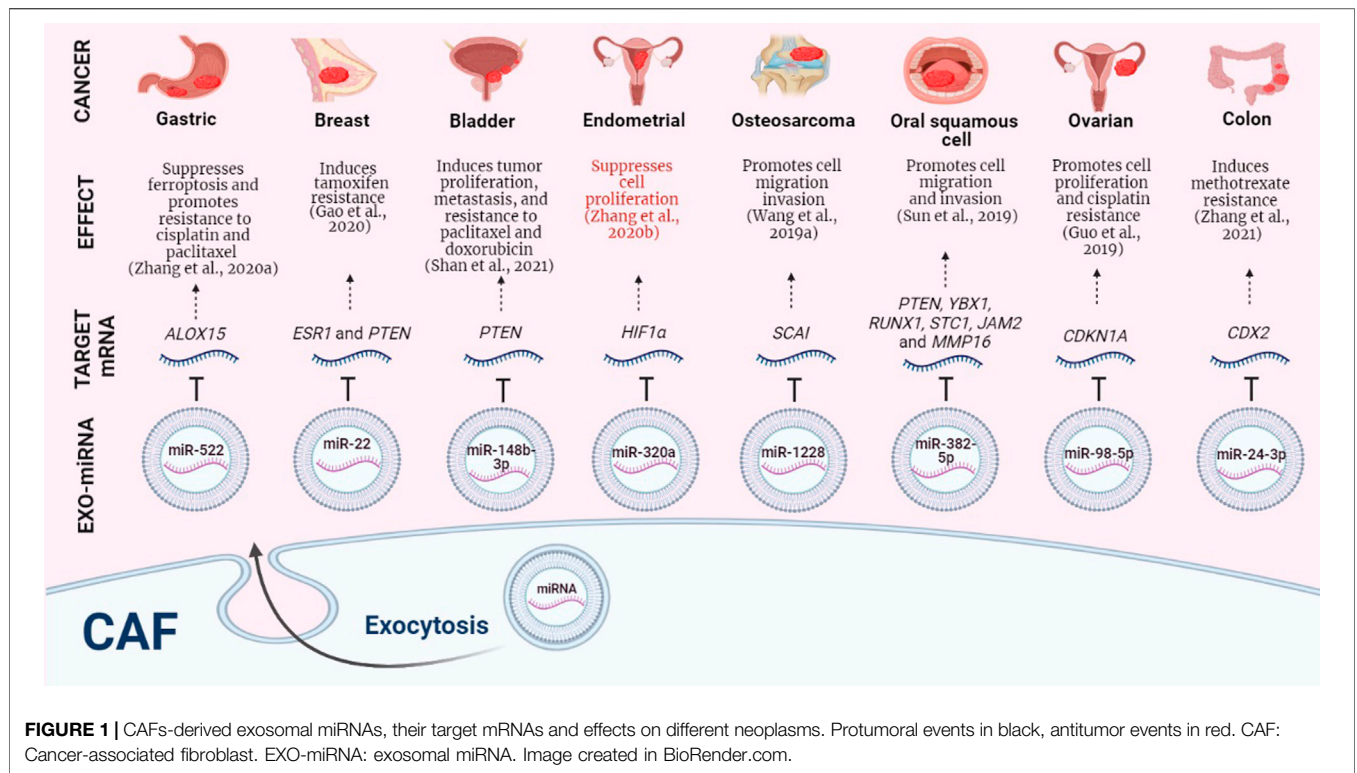 CANCER
Gastric
Breast
Bladder
Endometrial
Osteosarcoma
Oral squamous
cell
Ovarian
Colon
EFFECT
Suppresses
ferroptosis and
promotes
resistance to
cisplatin and
paclitaxel
(Zhang et al., 2020a)
Induces
tamoxifen
resistance
(Gao et al.,
2020)
Induces tumor
proliferation,
metastasis, and
resistance to
paclitaxel and
doxorubicin
(Shan et al., 2021)
Suppresses
cell
proliferation
(Zhang et al.,
2020b)
Promotes cell
migration
invasion
(Wang et al.,
2019a)
Promotes cell
migration
and invasion
(Sun et al., 2019)
Promotes cell
proliferation
and cisplatin
resistance
(Guo et al.,
2019)
Induces
methotrexate
resistance
(Zhang et al.,
2021)
TARGET
mRNA
ALOX15
ESR1 and PTEN
PTEN
HIF1α
SCAI
PTEN, YBX1,
RUNX1, STC1, JAM2
and MMP16
CDKN1A
CDX2
EXO-miRNA
miR-522
miR-22
miR-148b-
3p
miR-320a
miR-1228
miR-382-
5p
miR-98-5p
miR-24-3p
miRNA
CAF
Exocytosis
FIGURE 1 | CAFs-derived exosomal miRNAs, their target mRNAs and effects on different neoplasms. Protumoral events in black, antitumor events in red. CAF:
Cancer-associated fibroblast. EXO-miRNA: exosomal miRNA. Image created in BioRender.com.